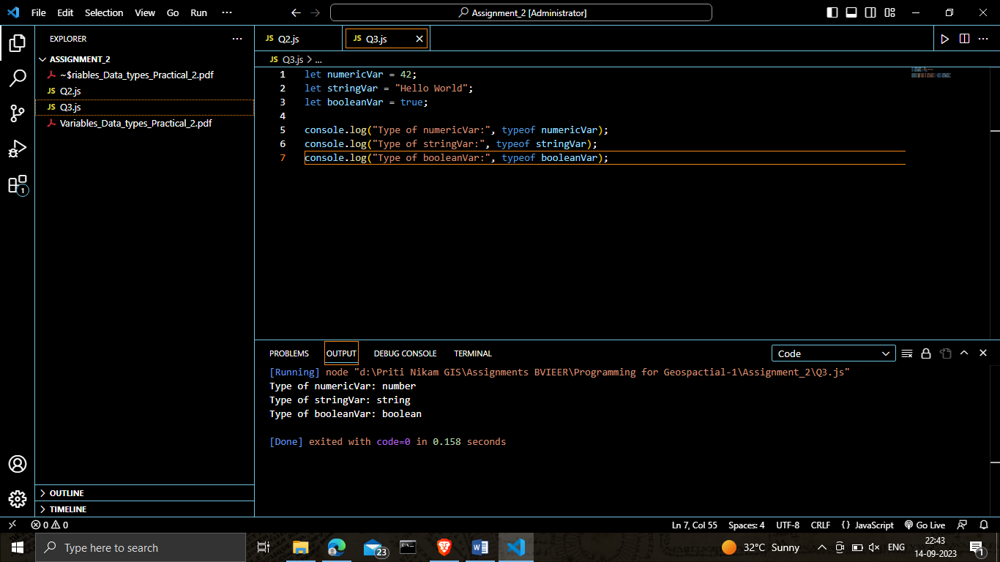 File Edit Selection View Go Run ···
Assignment_2 [Administrator]
EXPLORER
ASSIGNMENT_2
~$riables_Data_types_Practical_2.pdf
JS Q2.js
JS Q3.js
Variables_Data_types_Practical_2.pdf
OUTLINE
TIMELINE
JS Q2.js
JS Q3.js
JS Q3.js > ...
1 let numericVar = 42;
2 let stringVar = "Hello World";
3 let booleanVar = true;
4
5 console.log("Type of numericVar:", typeof numericVar);
6 console.log("Type of stringVar:", typeof stringVar);
7 console.log("Type of booleanVar:", typeof booleanVar);
PROBLEMS OUTPUT DEBUG CONSOLE TERMINAL
Code
[Running] node "d:\Priti Nikam GIS\Assignments BVIEER\Programming for Geospactial-1\Assignment_2\Q3.js"
Type of numericVar: number
Type of stringVar: string
Type of booleanVar: boolean
[Done] exited with code=0 in 0.158 seconds
1
0 0
Ln 7, Col 55 Spaces: 4 UTF-8 CRLF {} JavaScript Go Live
Type here to search
23
32°C Sunny
ENG
22:43
14-09-2023
1